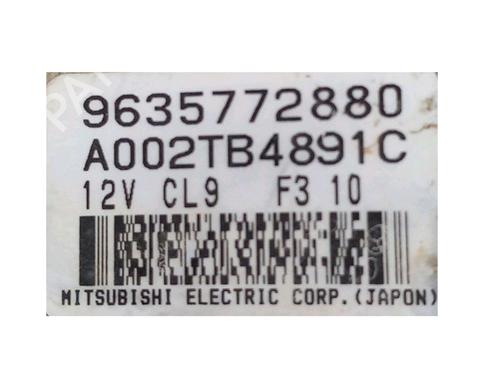 9635772880
A002TB4891C
12V CL9 F3 10
MITSUBISHI ELECTRIC CORP.(JAPON)